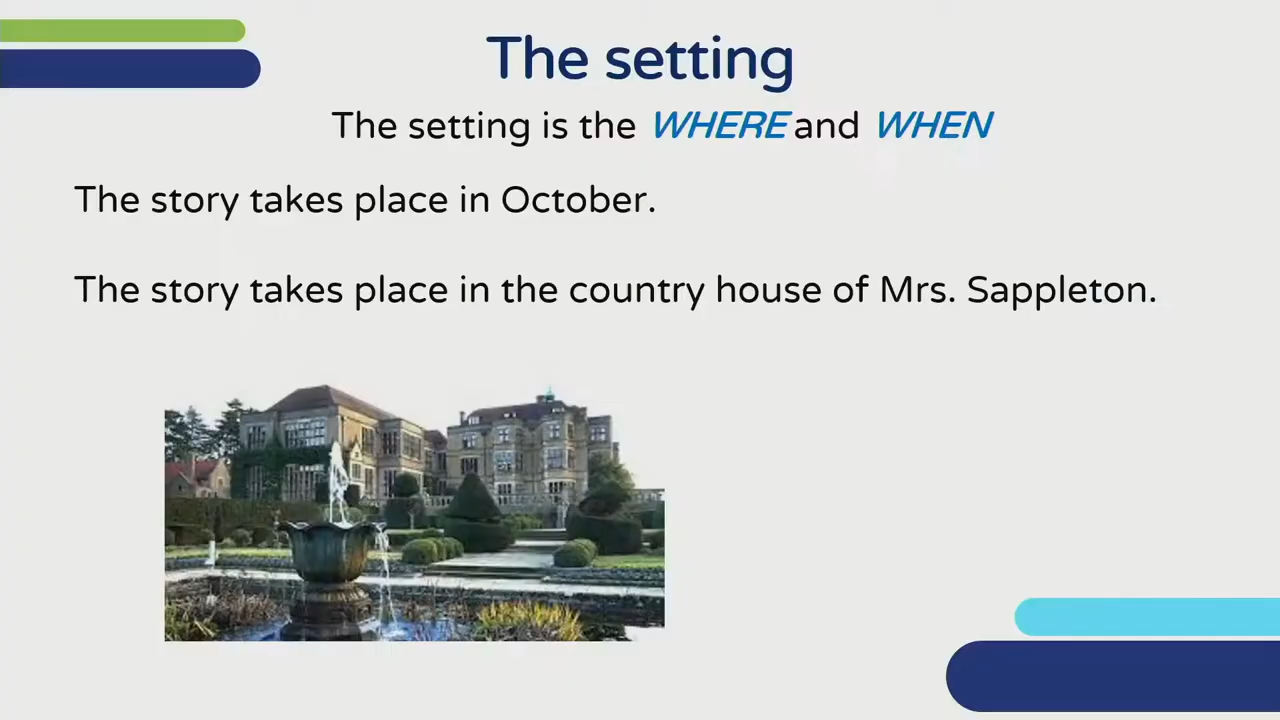 The setting
The setting is the WHERE and WHEN
The story takes place in October.
The story takes place in the country house of Mrs. Sappleton.